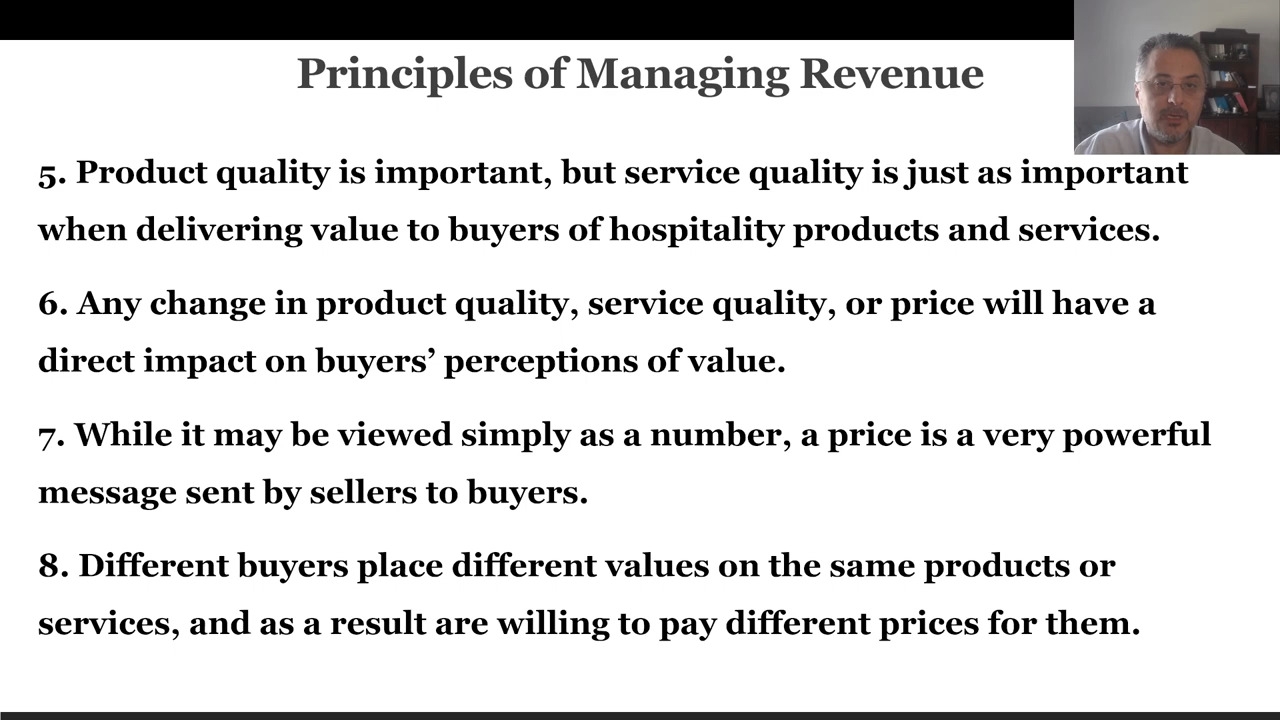 Principles of Managing Revenue
5. Product quality is important, but service quality is just as important
when delivering value to buyers of hospitality products and services.
6. Any change in product quality, service quality, or price will have a
direct impact on buyers’ perceptions of value.
7. While it may be viewed simply as a number, a price is a very powerful
message sent by sellers to buyers.
8. Different buyers place different values on the same products or
services, and as a result are willing to pay different prices for them.